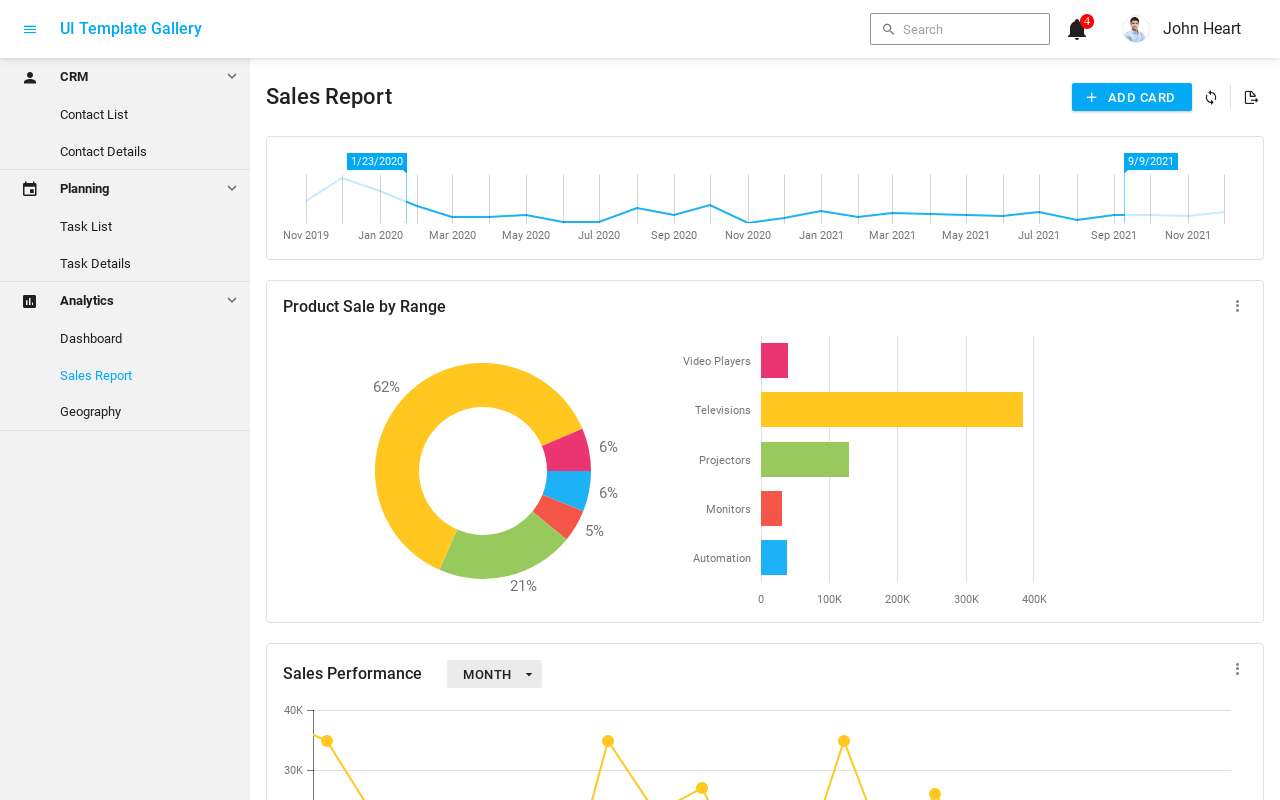 UI Template Gallery
Search
4
John Heart
CRM
Contact List
Contact Details
Planning
Task List
Task Details
Analytics
Dashboard
Sales Report
Geography
Sales Report
ADD CARD
1/23/2020
9/9/2021
Nov 2019 Jan 2020 Mar 2020 May 2020 Jul 2020 Sep 2020 Nov 2020 Jan 2021 Mar 2021 May 2021 Jul 2021 Sep 2021 Nov 2021
Product Sale by Range
62%
6%
6%
5%
21%
Video Players
Televisions
Projectors
Monitors
Automation
0 100K 200K 300K 400K
Sales Performance
MONTH
40K
30K